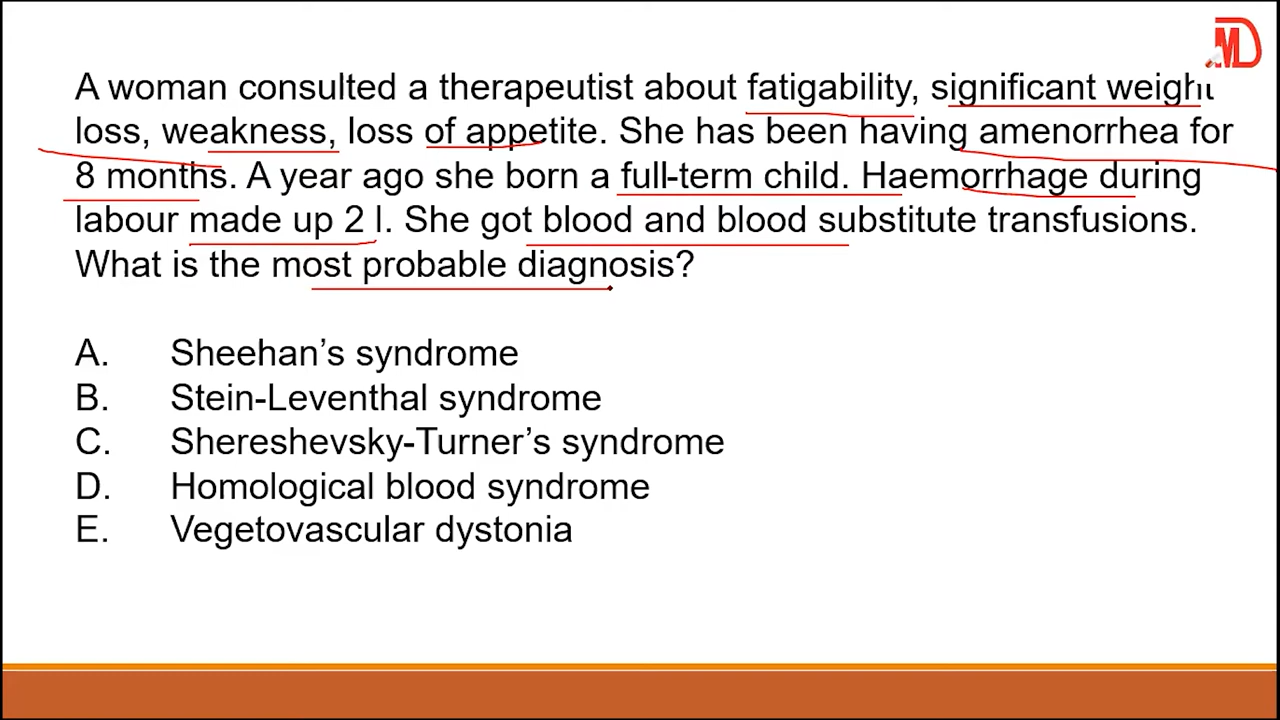 MD
A woman consulted a therapeutist about fatigability, significant weight
loss, weakness, loss of appetite. She has been having amenorrhea for
8 months. A year ago she born a full-term child. Haemorrhage during
labour made up 2 l. She got blood and blood substitute transfusions.
What is the most probable diagnosis?
A. Sheehan’s syndrome
B. Stein-Leventhal syndrome
C. Shereshevsky-Turner’s syndrome
D. Homological blood syndrome
E. Vegetovascular dystonia